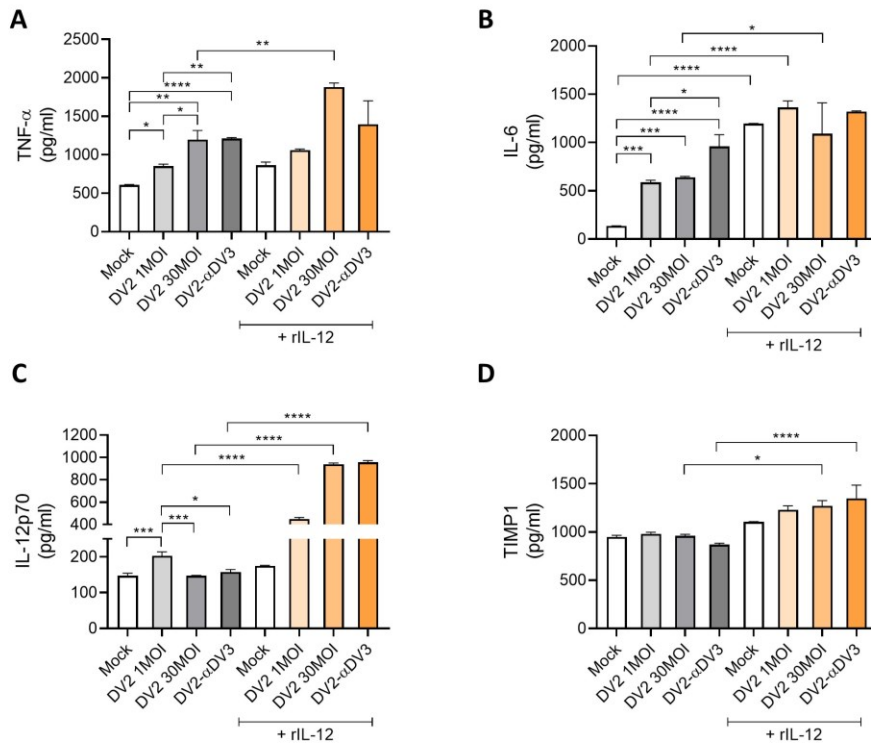 A
TNF-α
(pg/ml)
2500
2000
1500
1000
500
0
**
**
****
**
*
*
Mock
DV2 1MOI
DV2 30MOI
DV2-αDV3
Mock
DV2 1MOI
DV2 30MOI
DV2-αDV3
+ rIL-12
B
IL-6
(pg/ml)
2000
1500
1000
500
0
*
****
****
*
****
***
***
Mock
DV2 1MOI
DV2 30MOI
DV2-αDV3
Mock
DV2 1MOI
DV2 30MOI
DV2-αDV3
+ rIL-12
C
IL-12p70
(pg/ml)
1200
1000
800
600
400
200
100
0
****
****
****
*
***
***
Mock
DV2 1MOI
DV2 30MOI
DV2-αDV3
Mock
DV2 1MOI
DV2 30MOI
DV2-αDV3
+ rIL-12
D
TIMP1
(pg/ml)
2000
1500
1000
500
0
****
*
Mock
DV2 1MOI
DV2 30MOI
DV2-αDV3
Mock
DV2 1MOI
DV2 30MOI
DV2-αDV3
+ rIL-12